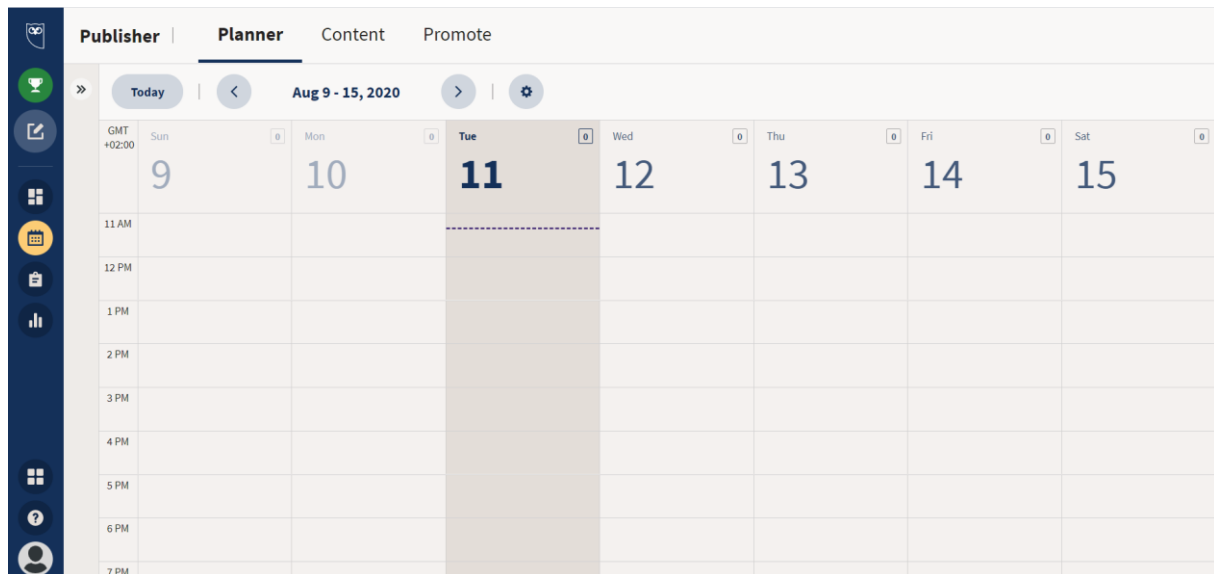 Publisher Planner Content Promote
Today Aug 9 - 15, 2020
GMT +02:00
Sun 0 Mon 0 Tue 0 Wed 0 Thu 0 Fri 0 Sat 0
9 10 11 12 13 14 15
11 AM
12 PM
1 PM
2 PM
3 PM
4 PM
5 PM
6 PM
7 PM